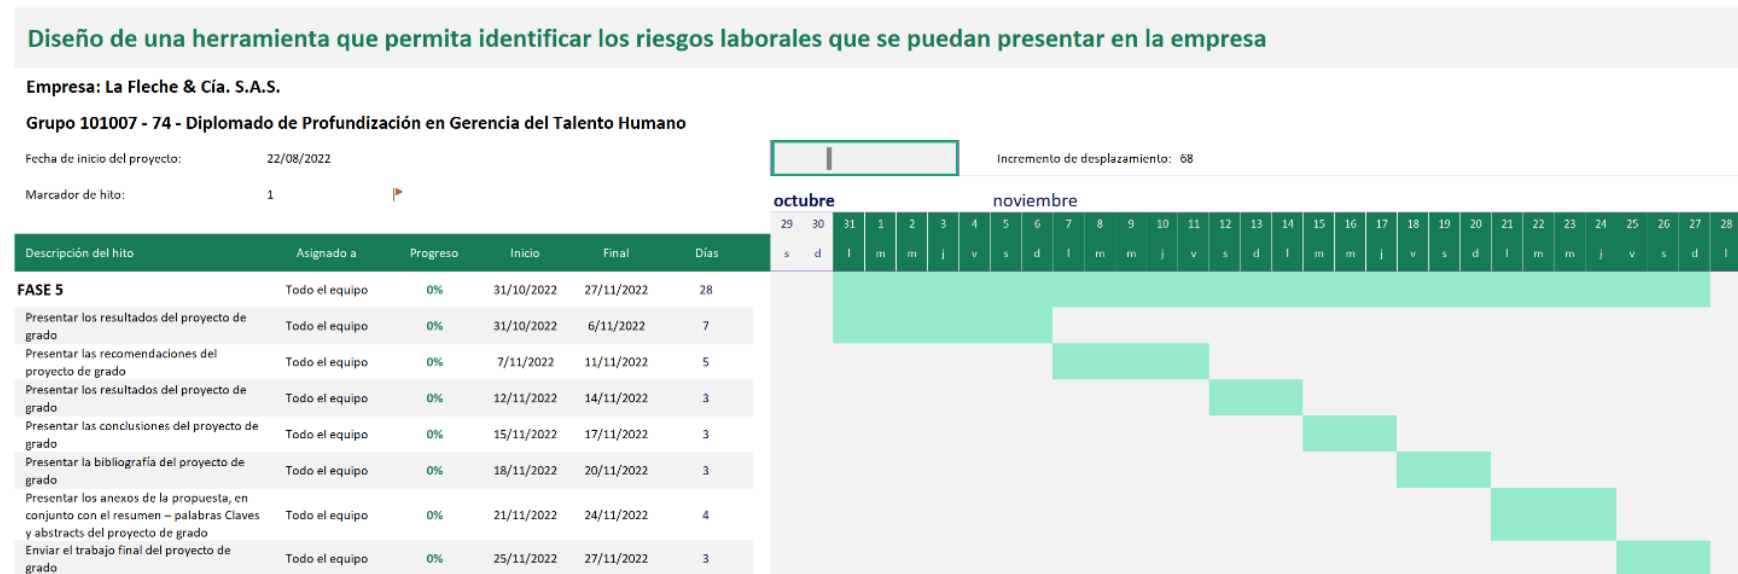 Diseño de una herramienta que permita identificar los riesgos laborales que se puedan presentar en la empresa
Empresa: La Fleche & Cía. S.A.S.
Grupo 101007 - 74 - Diplomado de Profundización en Gerencia del Talento Humano
Fecha de inicio del proyecto: 22/08/2022 Incremento de desplazamiento: 68
Marcador de hito: 1
octubre noviembre
29 30 31 1 2 3 4 5 6 7 8 9 10 11 12 13 14 15 16 17 18 19 20 21 22 23 24 25 26 27 28
Descripción del hito Asignado a Progreso Inicio Final Días s d l m m j v s d l m m j v s d l m m j v s d l m m j v s d l
FASE 5 Todo el equipo 0% 31/10/2022 27/11/2022 28
Presentar los resultados del proyecto de
grado Todo el equipo 0% 31/10/2022 6/11/2022 7
Presentar las recomendaciones del
proyecto de grado Todo el equipo 0% 7/11/2022 11/11/2022 5
Presentar los resultados del proyecto de
grado Todo el equipo 0% 12/11/2022 14/11/2022 3
Presentar las conclusiones del proyecto de
grado Todo el equipo 0% 15/11/2022 17/11/2022 3
Presentar la bibliografía del proyecto de
grado Todo el equipo 0% 18/11/2022 20/11/2022 3
Presentar los anexos de la propuesta, en
conjunto con el resumen – palabras Claves Todo el equipo 0% 21/11/2022 24/11/2022 4
y abstracts del proyecto de grado
Enviar el trabajo final del proyecto de
grado Todo el equipo 0% 25/11/2022 27/11/2022 3